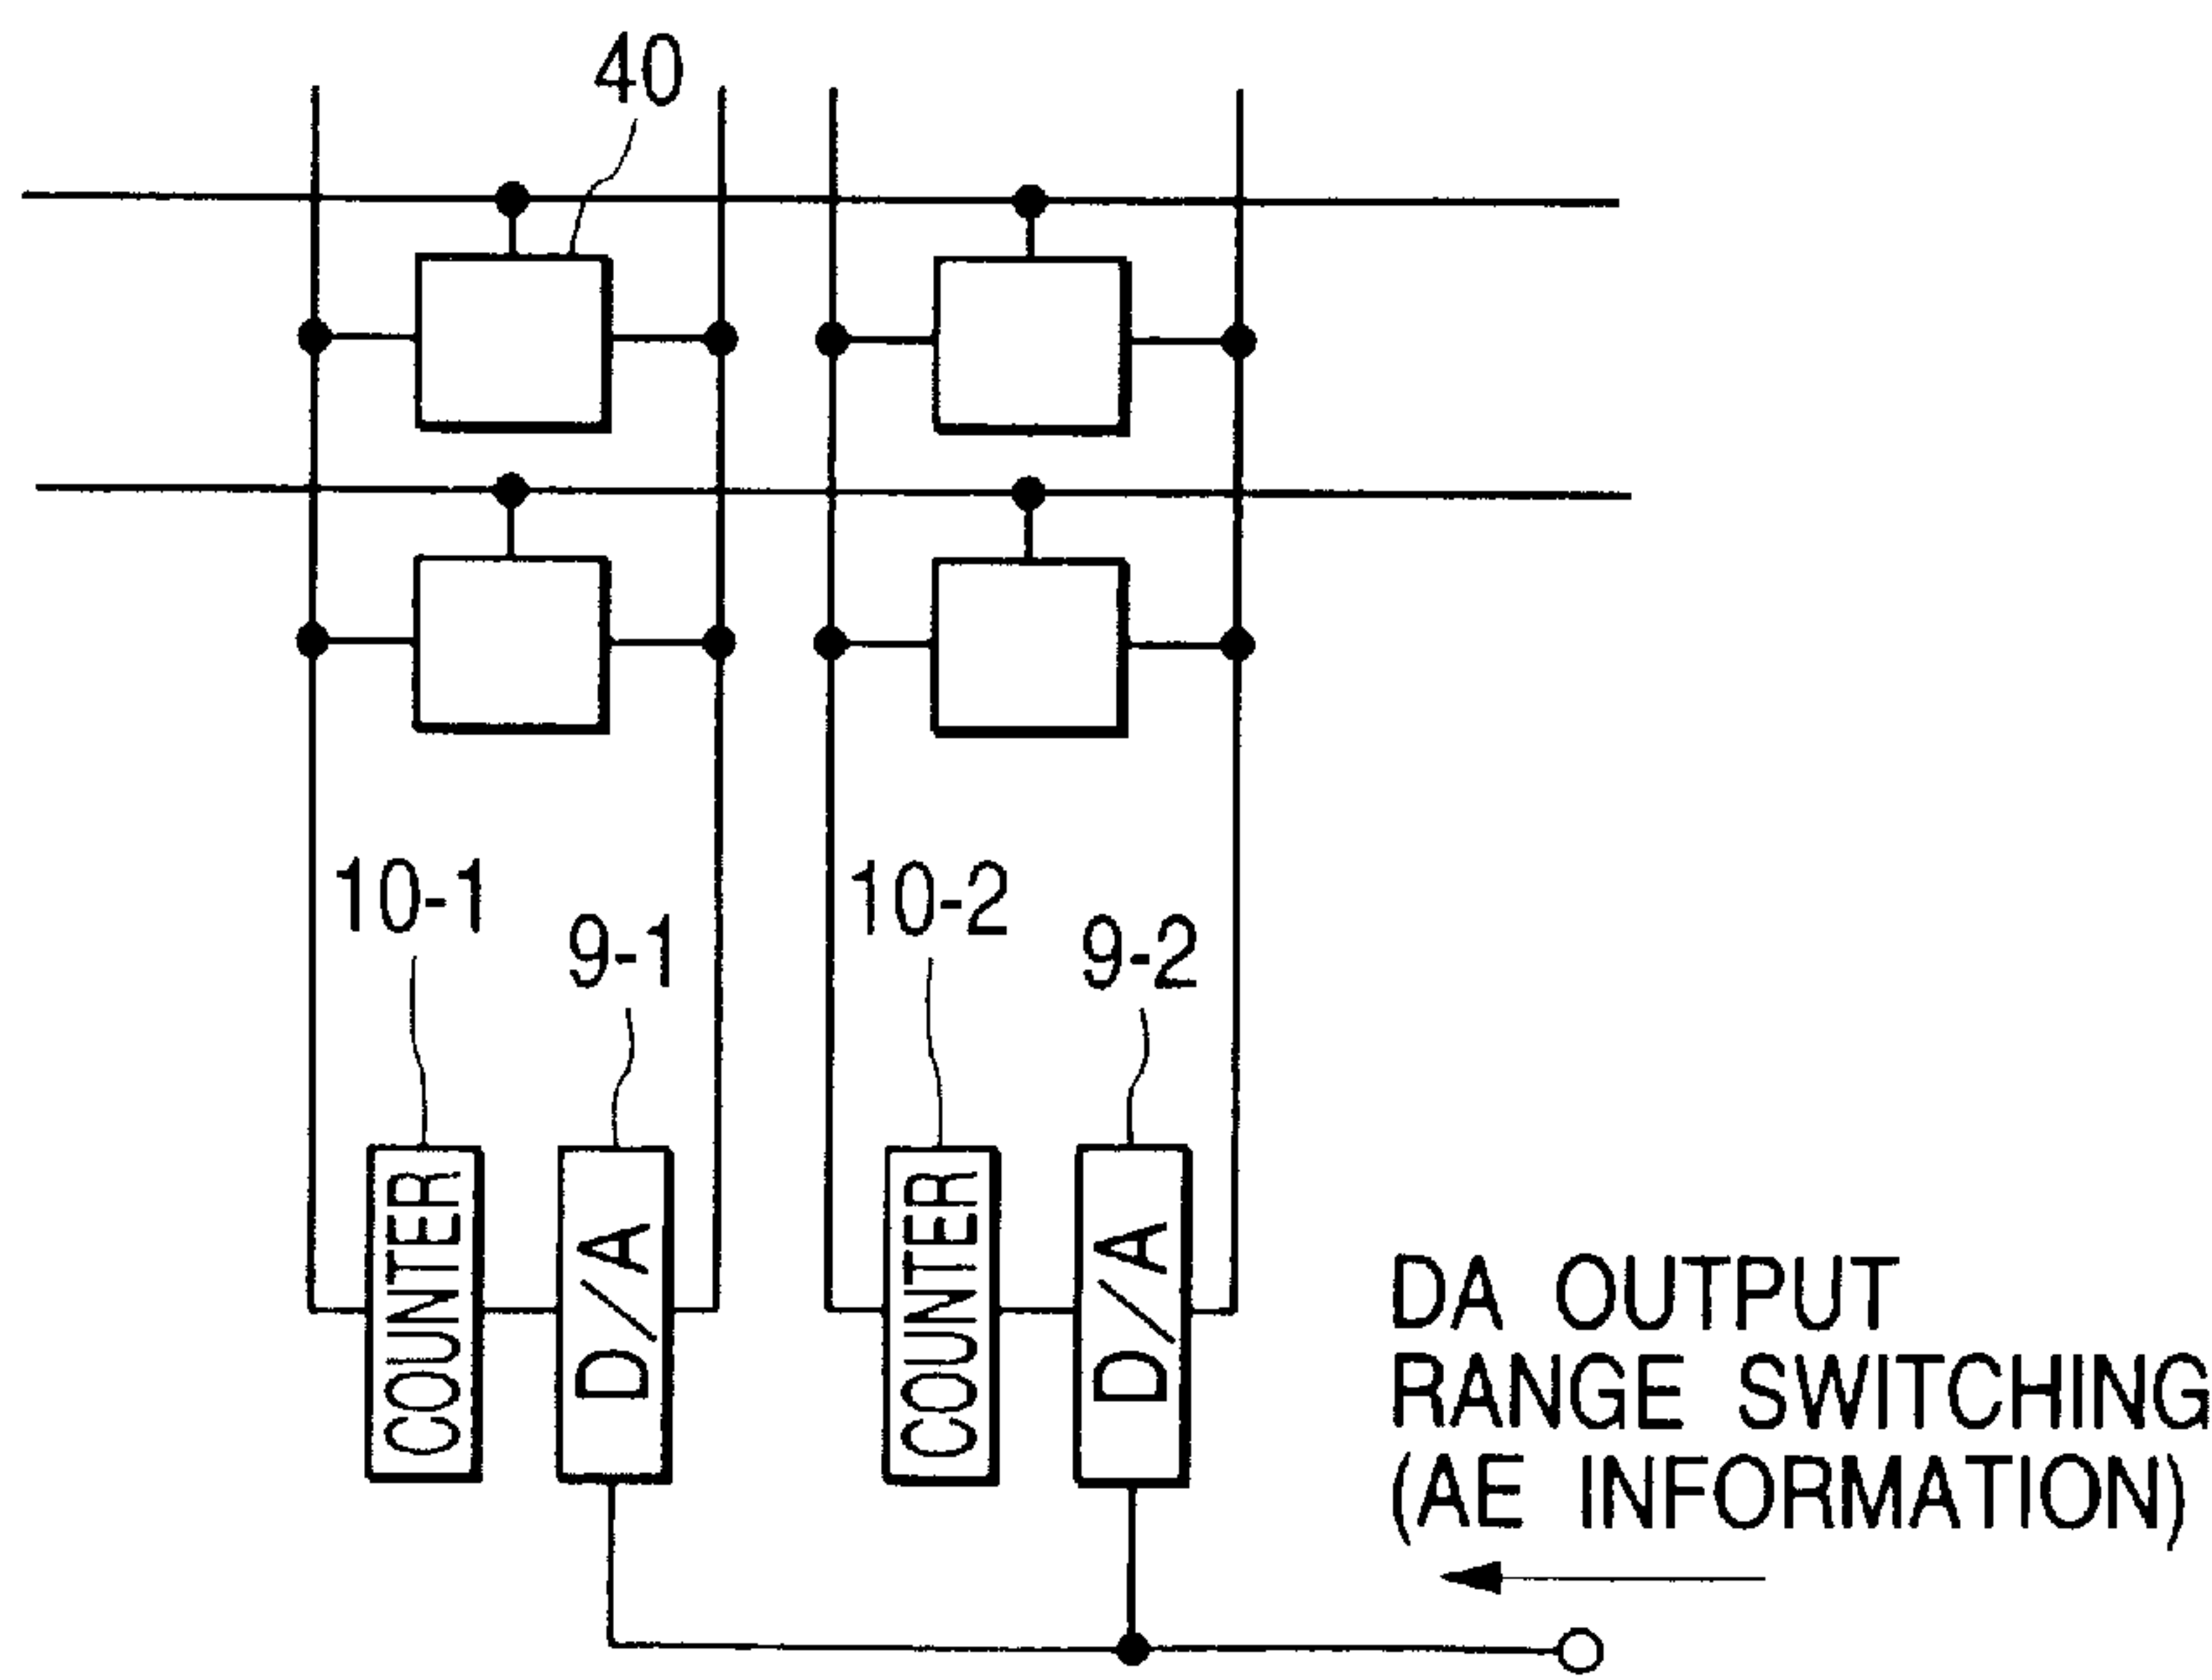 40
10-1
9-1
10-2
9-2
COUNTER
D/A
COUNTER
D/A
DA OUTPUT
RANGE SWITCHING
(AE INFORMATION)